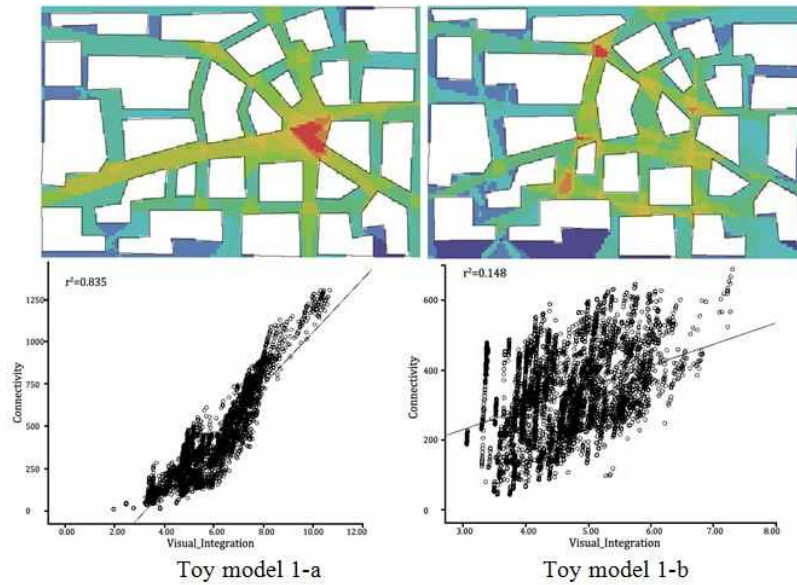 r²=0.835
1250
1000
750
500
250
0
Connectivity
0.00 2.00 4.00 6.00 8.00 10.00 12.00
Visual_Integration
Toy model 1-a
r²=0.148
600
400
200
0
Connectivity
3.00 4.00 5.00 6.00 7.00 8.00
Visual_Integration
Toy model 1-b